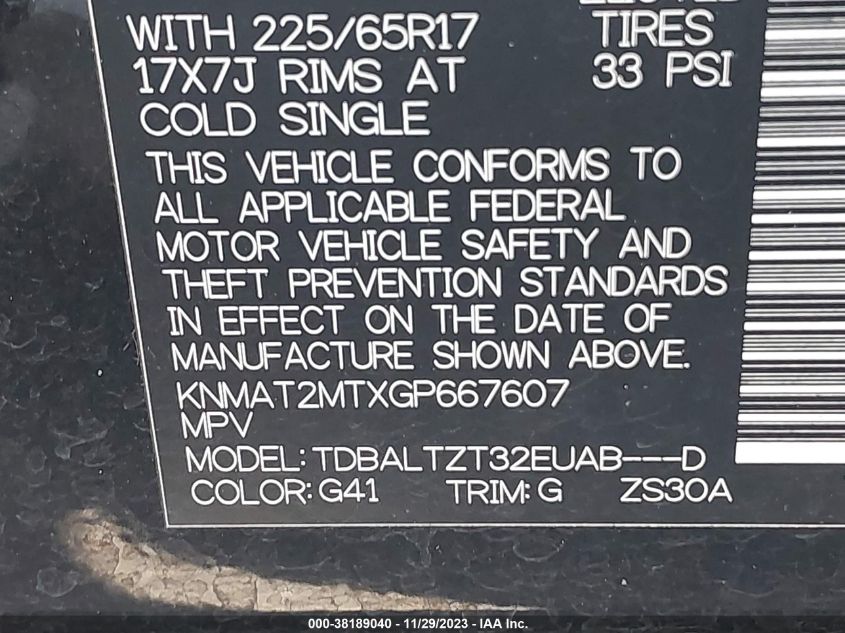 WITH 225/65R17 TIRES
17X7J RIMS AT 33 PSI
COLD SINGLE
THIS VEHICLE CONFORMS TO
ALL APPLICABLE FEDERAL
MOTOR VEHICLE SAFETY AND
THEFT PREVENTION STANDARDS
IN EFFECT ON THE DATE OF
MANUFACTURE SHOWN ABOVE.
KNMAT2MTXGP667607
MPV
MODEL: TDBALTZT32EUAB---D
COLOR: G41 TRIM: G ZS30A
000-38189040 - 11/29/2023 - IAA Inc.